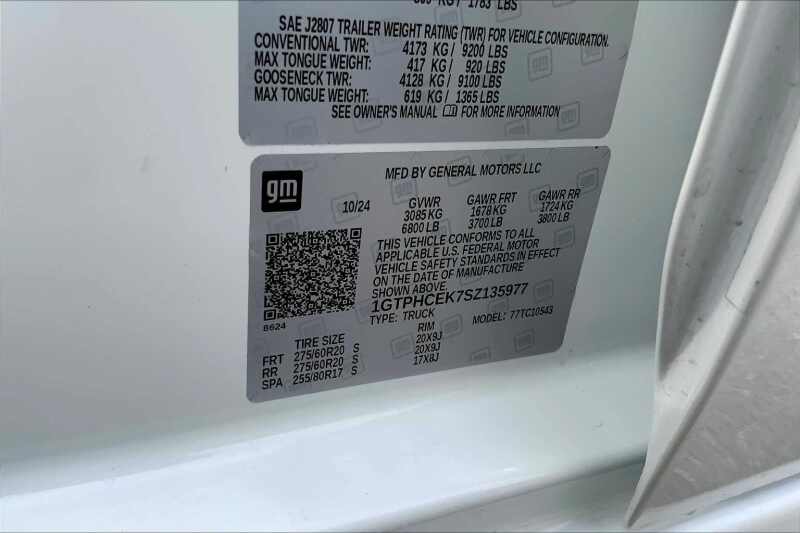 809 KG / 1783 LBS
SAE J2807 TRAILER WEIGHT RATING (TWR) FOR VEHICLE CONFIGURATION.
CONVENTIONAL TWR: 4173 KG / 9200 LBS
MAX TONGUE WEIGHT: 417 KG / 920 LBS
GOOSENECK TWR: 4128 KG / 9100 LBS
MAX TONGUE WEIGHT: 619 KG / 1365 LBS
SEE OWNER'S MANUAL gm FOR MORE INFORMATION
gm
MFD BY GENERAL MOTORS LLC
10/24 GVWR GAWR FRT GAWR RR
3085 KG 1678 KG 1724 KG
6800 LB 3700 LB 3800 LB
THIS VEHICLE CONFORMS TO ALL
APPLICABLE U.S. FEDERAL MOTOR
VEHICLE SAFETY STANDARDS IN EFFECT
ON THE DATE OF MANUFACTURE
SHOWN ABOVE.
1GTPHCEK7SZ135977
TYPE: TRUCK MODEL: 77TC10543
8624
TIRE SIZE RIM
FRT 275/60R20 S 20X9J
RR 275/60R20 S 20X9J
SPA 255/80R17 S 17X8J